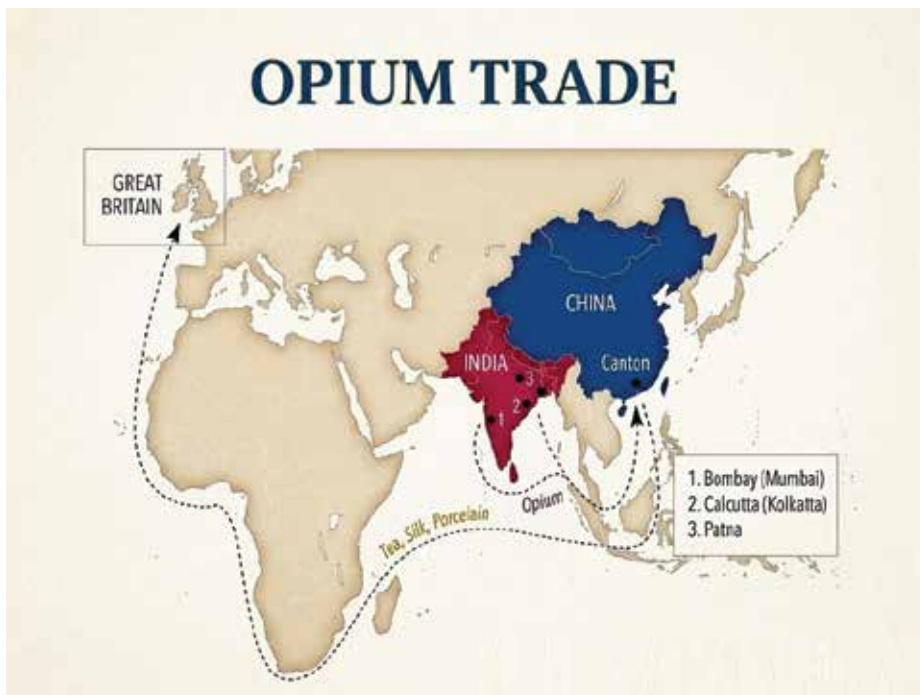 OPIUM TRADE
GREAT
BRITAIN
CHINA
INDIA
Canton
3
2
1
Opium
Tea, Silk, Porcelain
1. Bombay (Mumbai)
2. Calcutta (Kolkatta)
3. Patna